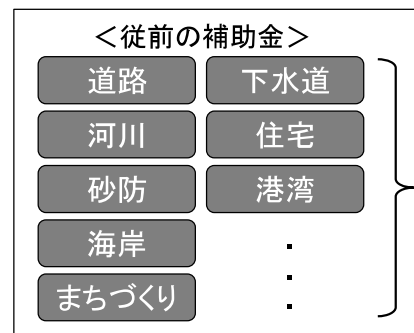 ＜従前の補助金＞
道路 下水道
河川 住宅
砂防 港湾
海岸 ・
まちづくり ・
・